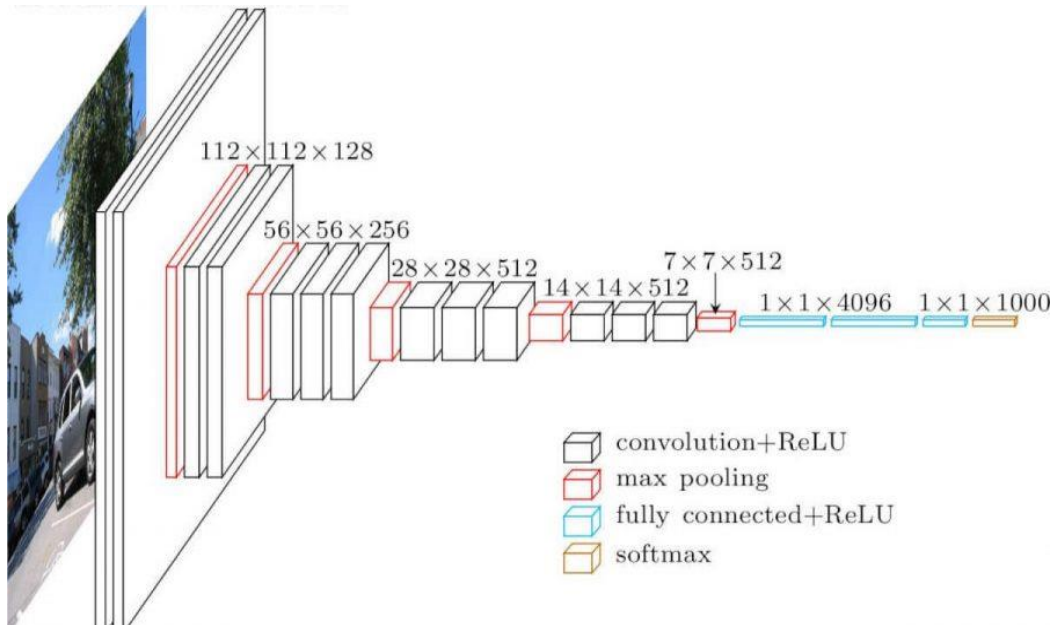 112×112×128
56×56×256
28×28×512
14×14×512
7×7×512
1×1×4096
1×1×1000
convolution+ReLU
max pooling
fully connected+ReLU
softmax